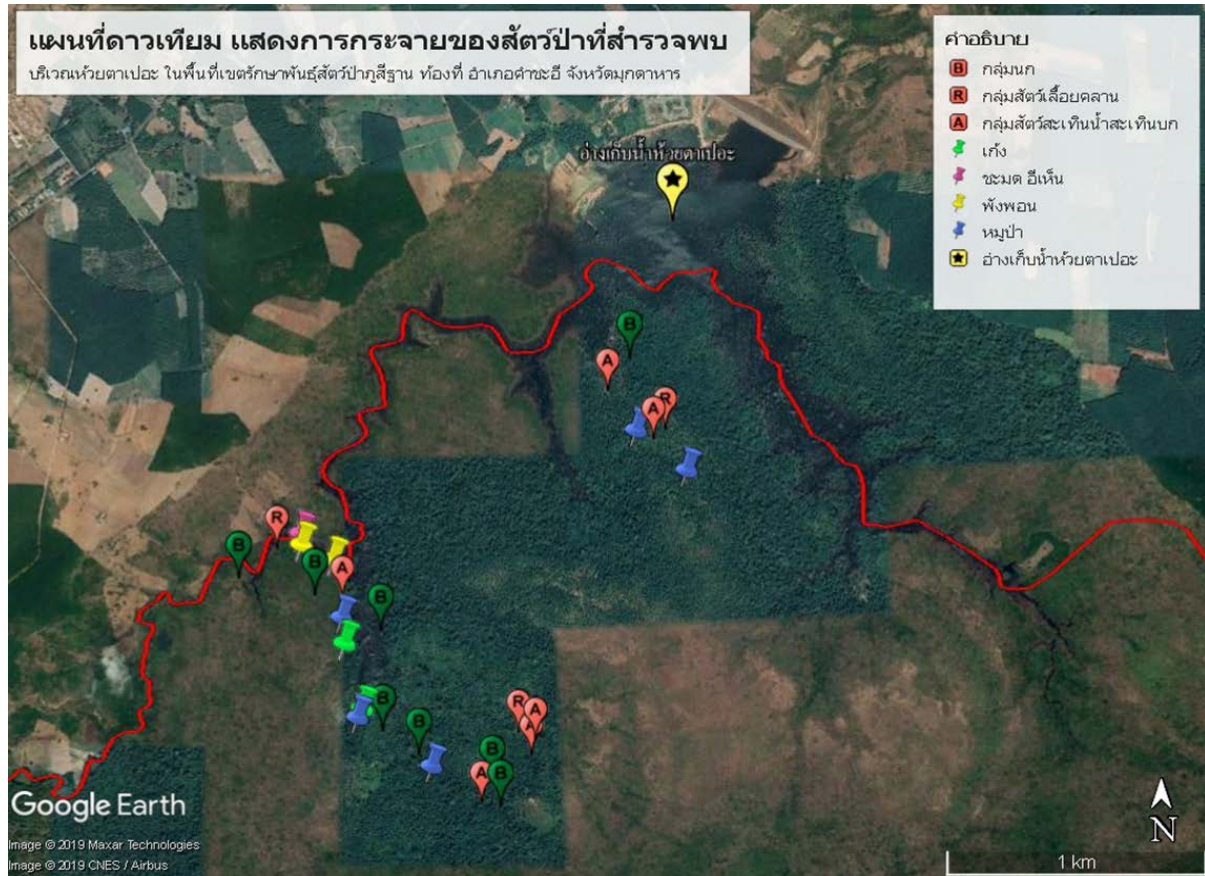 แผนที่ดาวเทียม แสดงการกระจายของสัตว์ป่าที่สำรวจพบ
บริเวณห้วยตาเปอะ ในพื้นที่เขตรักษาพันธุ์สัตว์ป่าภูสีฐาน ท้องที่ อำเภอคำชะอี จังหวัดมุกดาหาร
คำอธิบาย
B กลุ่มนก
R กลุ่มสัตว์เลื้อยคลาน
A กลุ่มสัตว์สะเทินน้ำสะเทินบก
เก้ง
ชะมด อีเห็น
พังพอน
หมูป่า
อ่างเก็บน้ำห้วยตาเปอะ
อ่างเก็บน้ำห้วยตาเปอะ
B
A
R
A
R
B
B
A
B
B
R
A
A
B
B
A
B
Google Earth
Image © 2019 Maxar Technologies
Image © 2019 CNES / Airbus
N
1 km